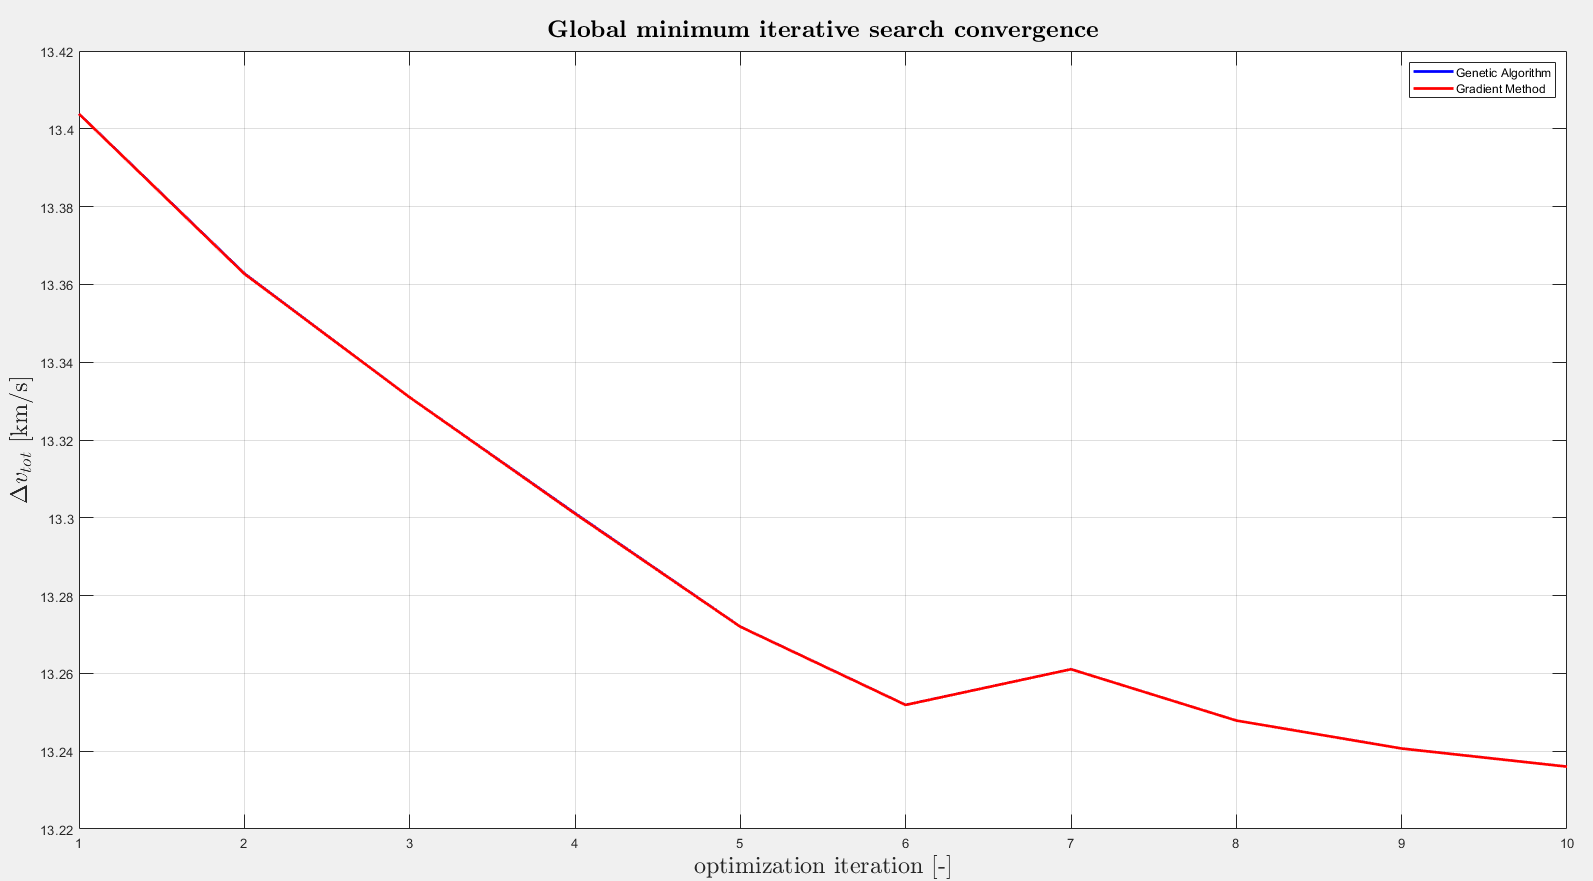 Global minimum iterative search convergence
Genetic Algorithm
Gradient Method
13.42
13.4
13.38
13.36
13.34
13.32
13.3
13.28
13.26
13.24
13.22
Δv_tot [km/s]
1 2 3 4 5 6 7 8 9 10
optimization iteration [-]